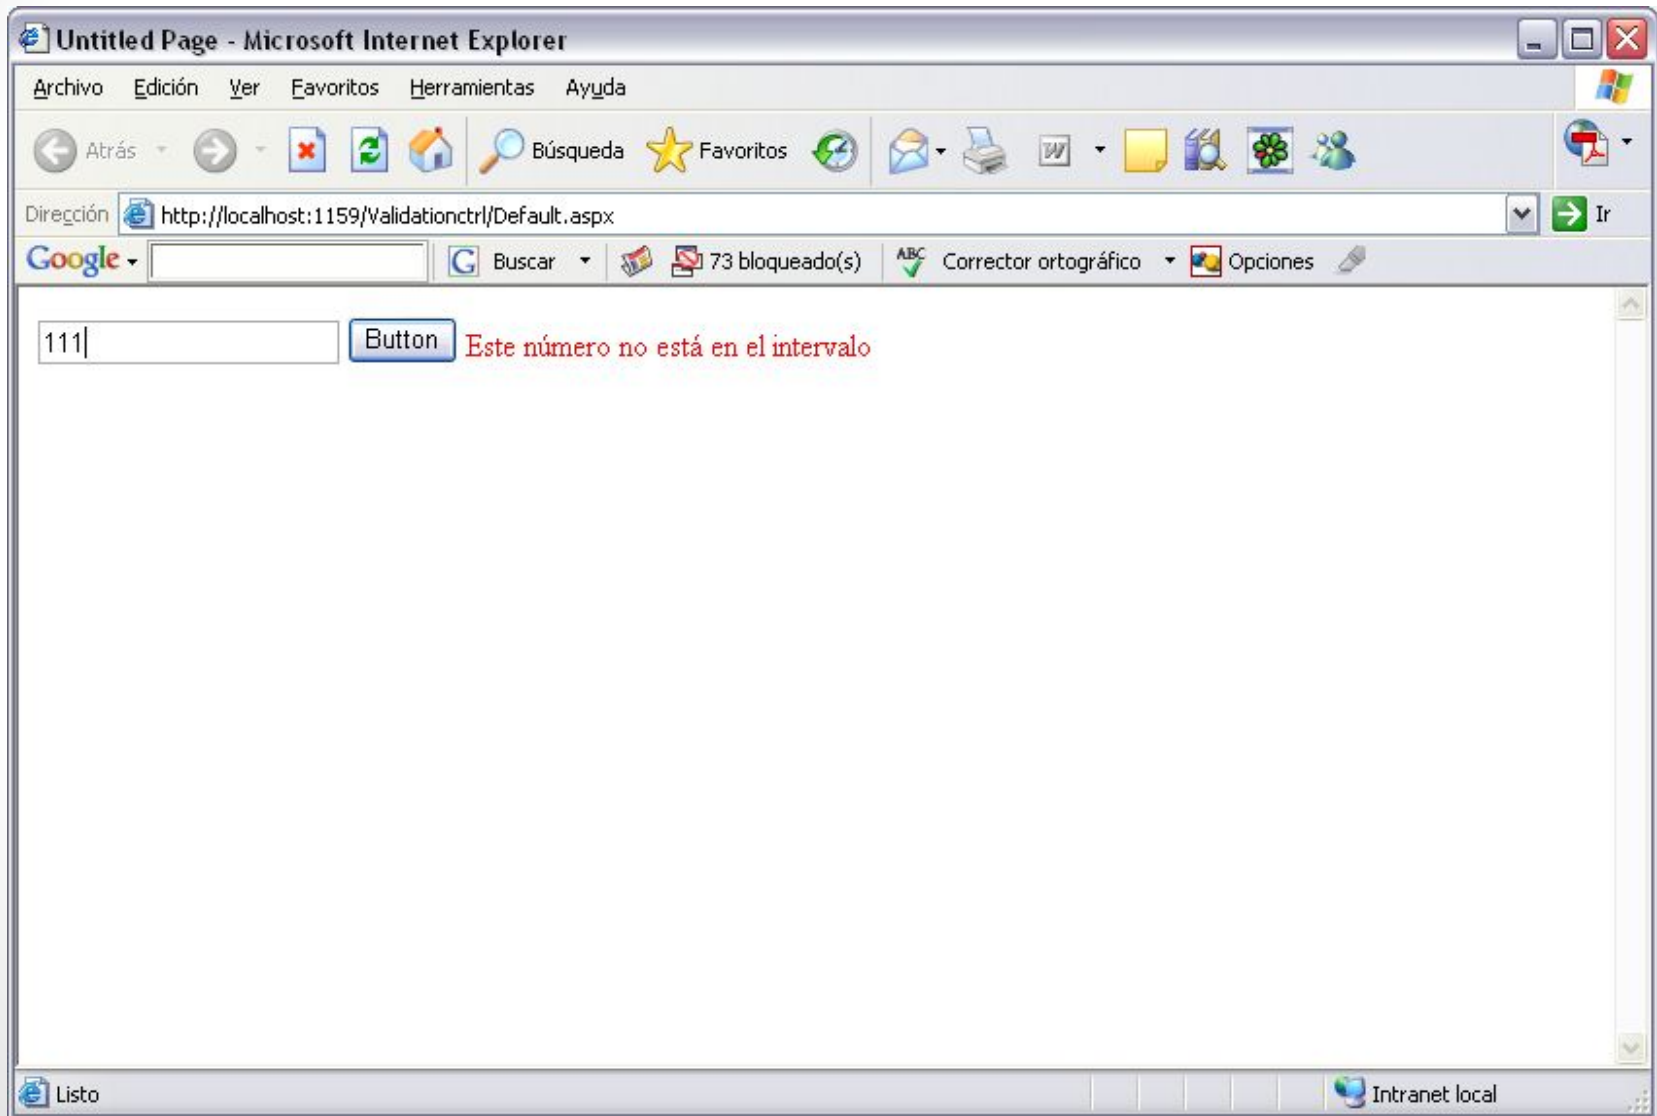 Untitled Page - Microsoft Internet Explorer
Archivo Edición Ver Favoritos Herramientas Ayuda
Atrás Búsqueda Favoritos W
Dirección http://localhost:1159/Validationctrl/Default.aspx Ir
Google G Buscar 73 bloqueado(s) ABC Corrector ortográfico Opciones
111 Button Este número no está en el intervalo
Listo Intranet local